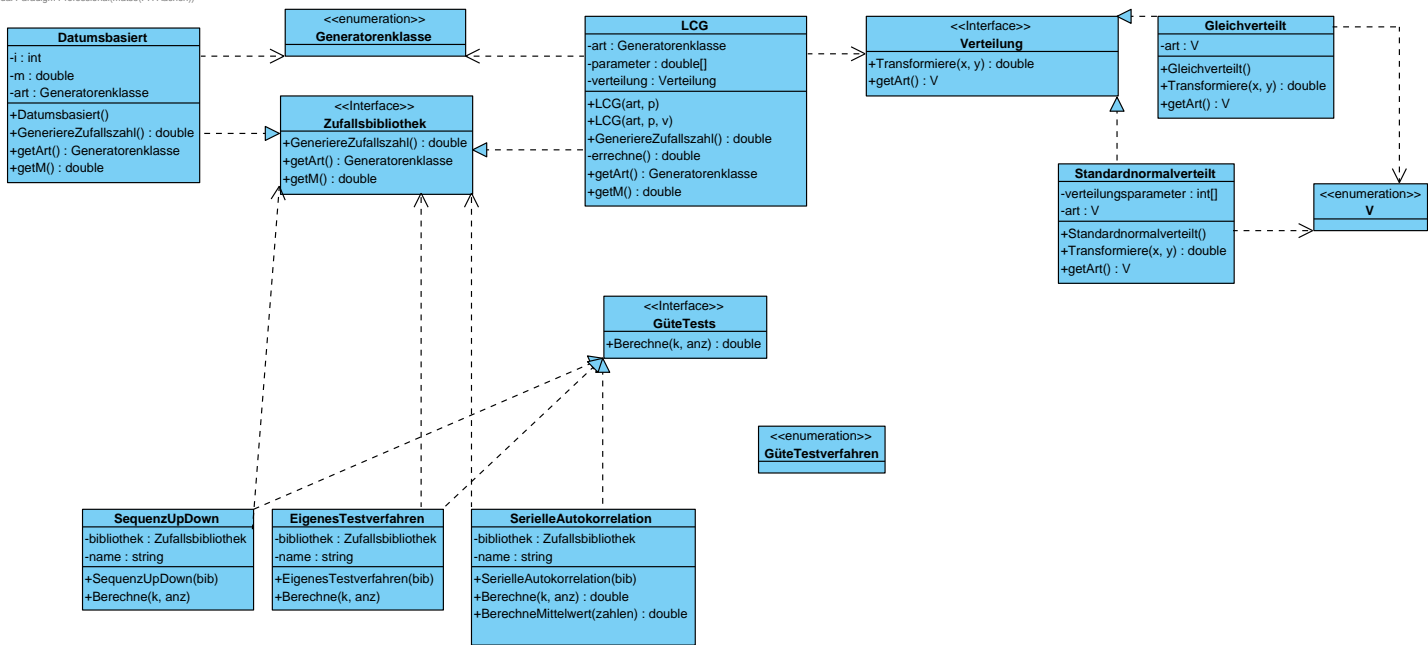 Datumsbasiert
-i : int
-m : double
-art : Generatorenklasse
+Datumsbasiert()
+GeneriereZufallszahl() : double
+getArt() : Generatorenklasse
+getM() : double
<<enumeration>>
Generatorenklasse
<<Interface>>
Zufallsbibliothek
+GeneriereZufallszahl() : double
+getArt() : Generatorenklasse
+getM() : double
LCG
-art : Generatorenklasse
-parameter : double[]
-verteilung : Verteilung
+LCG(art, p)
+LCG(art, p, v)
+GeneriereZufallszahl() : double
-errechne() : double
+getArt() : Generatorenklasse
+getM() : double
<<Interface>>
Verteilung
+Transformiere(x, y) : double
+getArt() : V
Gleichverteilt
-art : V
+Gleichverteilt()
+Transformiere(x, y) : double
+getArt() : V
Standardnormalverteilt
-verteilungsparameter : int[]
-art : V
+Standardnormalverteilt()
+Transformiere(x, y) : double
+getArt() : V
<<enumeration>>
V
<<Interface>>
GüteTests
+Berechne(k, anz) : double
<<enumeration>>
GüteTestverfahren
SequenzUpDown
-bibliothek : Zufallsbibliothek
-name : string
+SequenzUpDown(bib)
+Berechne(k, anz)
EigenesTestverfahren
-bibliothek : Zufallsbibliothek
-name : string
+EigenesTestverfahren(bib)
+Berechne(k, anz)
SerielleAutokorrelation
-bibliothek : Zufallsbibliothek
-name : string
+SerielleAutokorrelation(bib)
+Berechne(k, anz) : double
+BerechneMittelwert(zahlen) : double